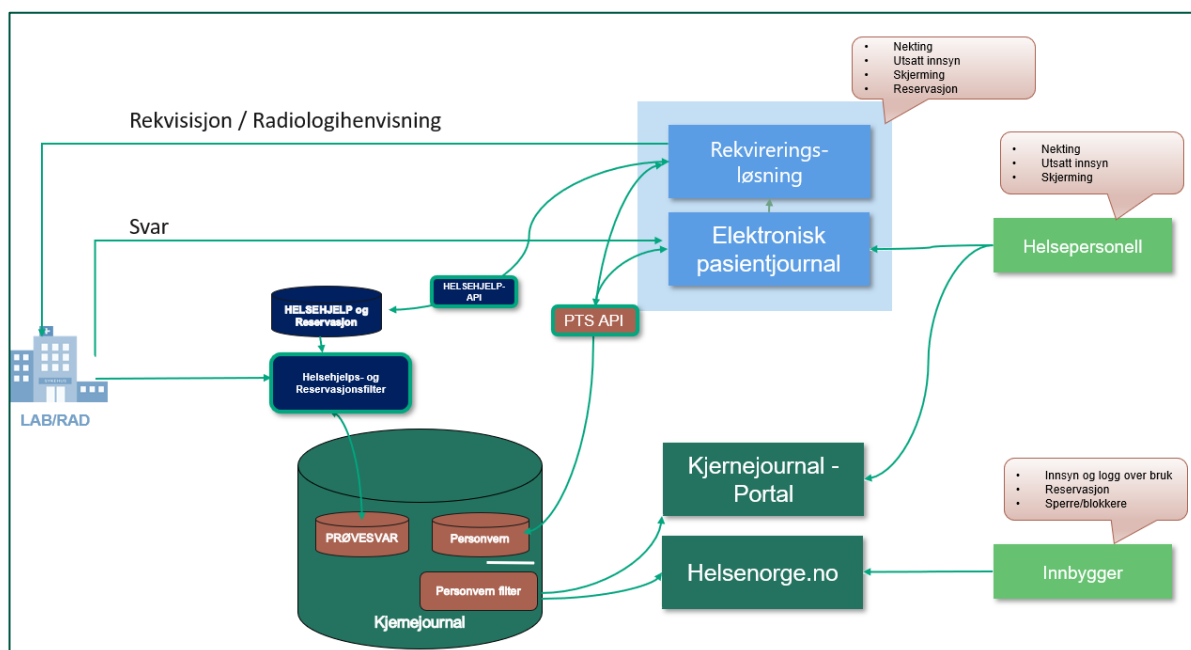 Nekting
Utsatt innsyn
Skjerming
Reservasjon
Rekvisisjon / Radiologihenvisning
Rekvirerings-
løsning
Nekting
Utsatt innsyn
Skjerming
Svar
Elektronisk
pasientjournal
Helsepersonell
HELSEHJELP-
API
HELSEHJELP og
Reservasjon
PTS API
Helsehjelps- og
Reservasjonsfilter
LAB/RAD
Kjernejournal -
Portal
Innsyn og logg over bruk
Reservasjon
Sperre/blokkere
PRØVESVAR
Personvern
Helsenorge.no
Innbygger
Personvern filter
Kjernejournal